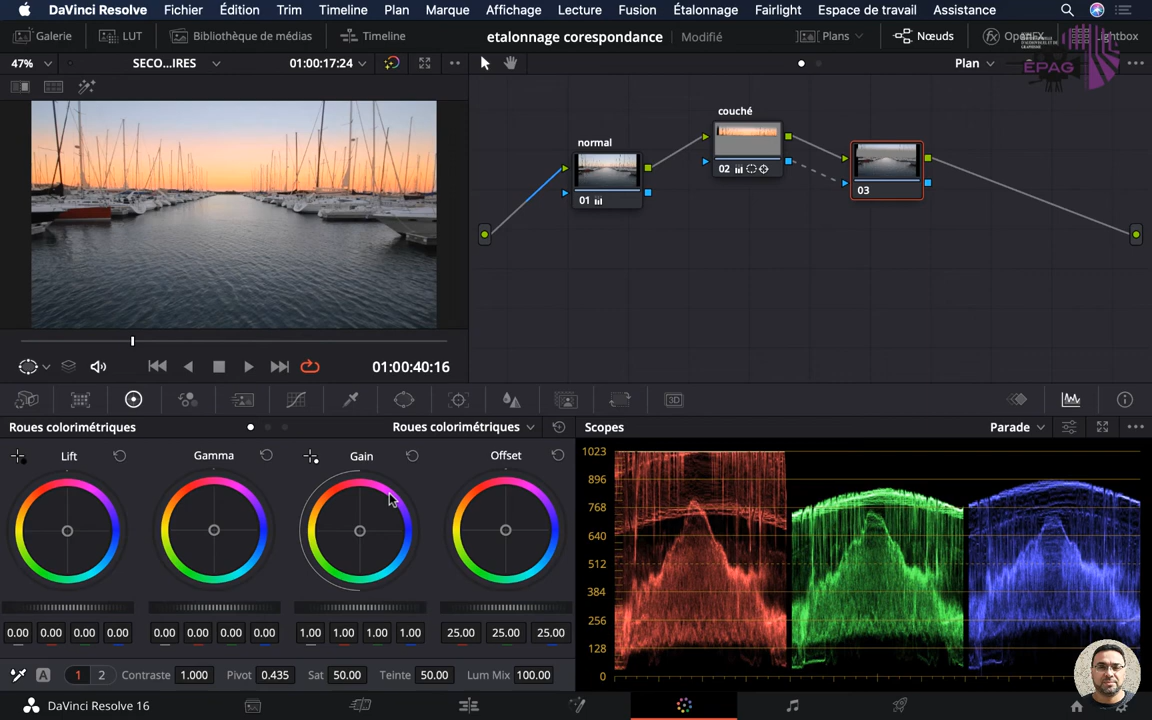 DaVinci Resolve Fichier Édition Trim Timeline Plan Marque Affichage Lecture Fusion Étalonnage Fairlight Espace de travail Assistance
Galerie LUT Bibliothèque de médias Timeline etalonnage corespondance Modifié Plans Nœuds OpenFX Lightbox
47% SECO...IRES 01:00:17:24 Plan
ÉPAG
normal
01
couché
02
03
01:00:40:16
3D
Roues colorimétriques Roues colorimétriques Scopes Parade
Lift Gamma Gain Offset
1023
896
768
640
512
384
256
128
0
0.00 0.00 0.00 0.00 0.00 0.00 0.00 0.00 1.00 1.00 1.00 1.00 25.00 25.00 25.00
A 1 2 Contraste 1.000 Pivot 0.435 Sat 50.00 Teinte 50.00 Lum Mix 100.00
DaVinci Resolve 16